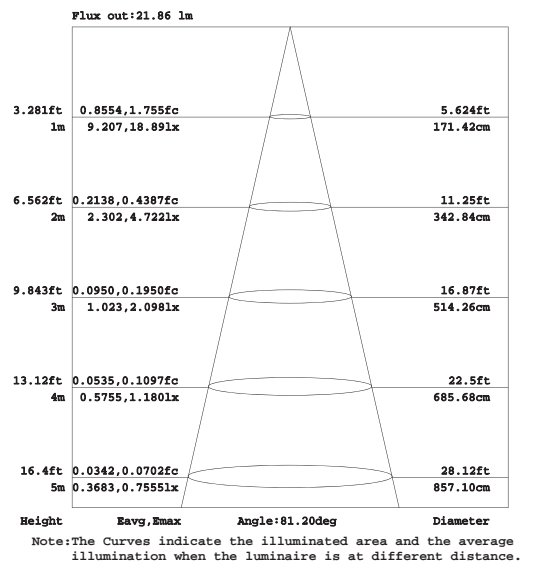 Flux out:21.86 lm
3.281ft 0.8554,1.755fc 5.624ft
1m 9.207,18.89lx 171.42cm
6.562ft 0.2138,0.4387fc 11.25ft
2m 2.302,4.722lx 342.84cm
9.843ft 0.0950,0.1950fc 16.87ft
3m 1.023,2.098lx 514.26cm
13.12ft 0.0535,0.1097fc 22.5ft
4m 0.5755,1.180lx 685.68cm
16.4ft 0.0342,0.0702fc 28.12ft
5m 0.3683,0.7555lx 857.10cm
Height Eavg,Emax Angle:81.20deg Diameter
Note:The Curves indicate the illuminated area and the average
illumination when the luminaire is at different distance.